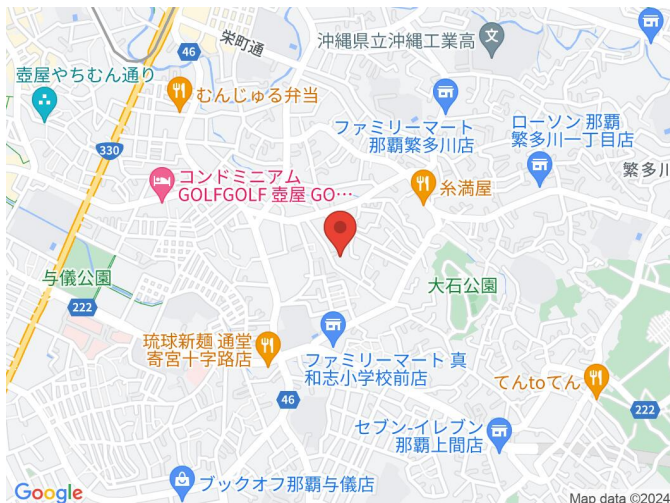 46
栄町通
沖縄県立沖縄工業高
壺屋やちむん通り
むんじゅる弁当
ファミリーマート
那覇繁多川店
ローソン 那覇
繁多川一丁目店
330
コンドミニアム
GOLFGOLF 壺屋 GO…
糸満屋
繁多川
与儀公園
大石公園
222
琉球新麺 通堂
寄宮十字路店
ファミリーマート 真
和志小学校前店
てんtoてん
46
222
セブン-イレブン
那覇上間店
ブックオフ那覇与儀店
Google
Map data ©2024